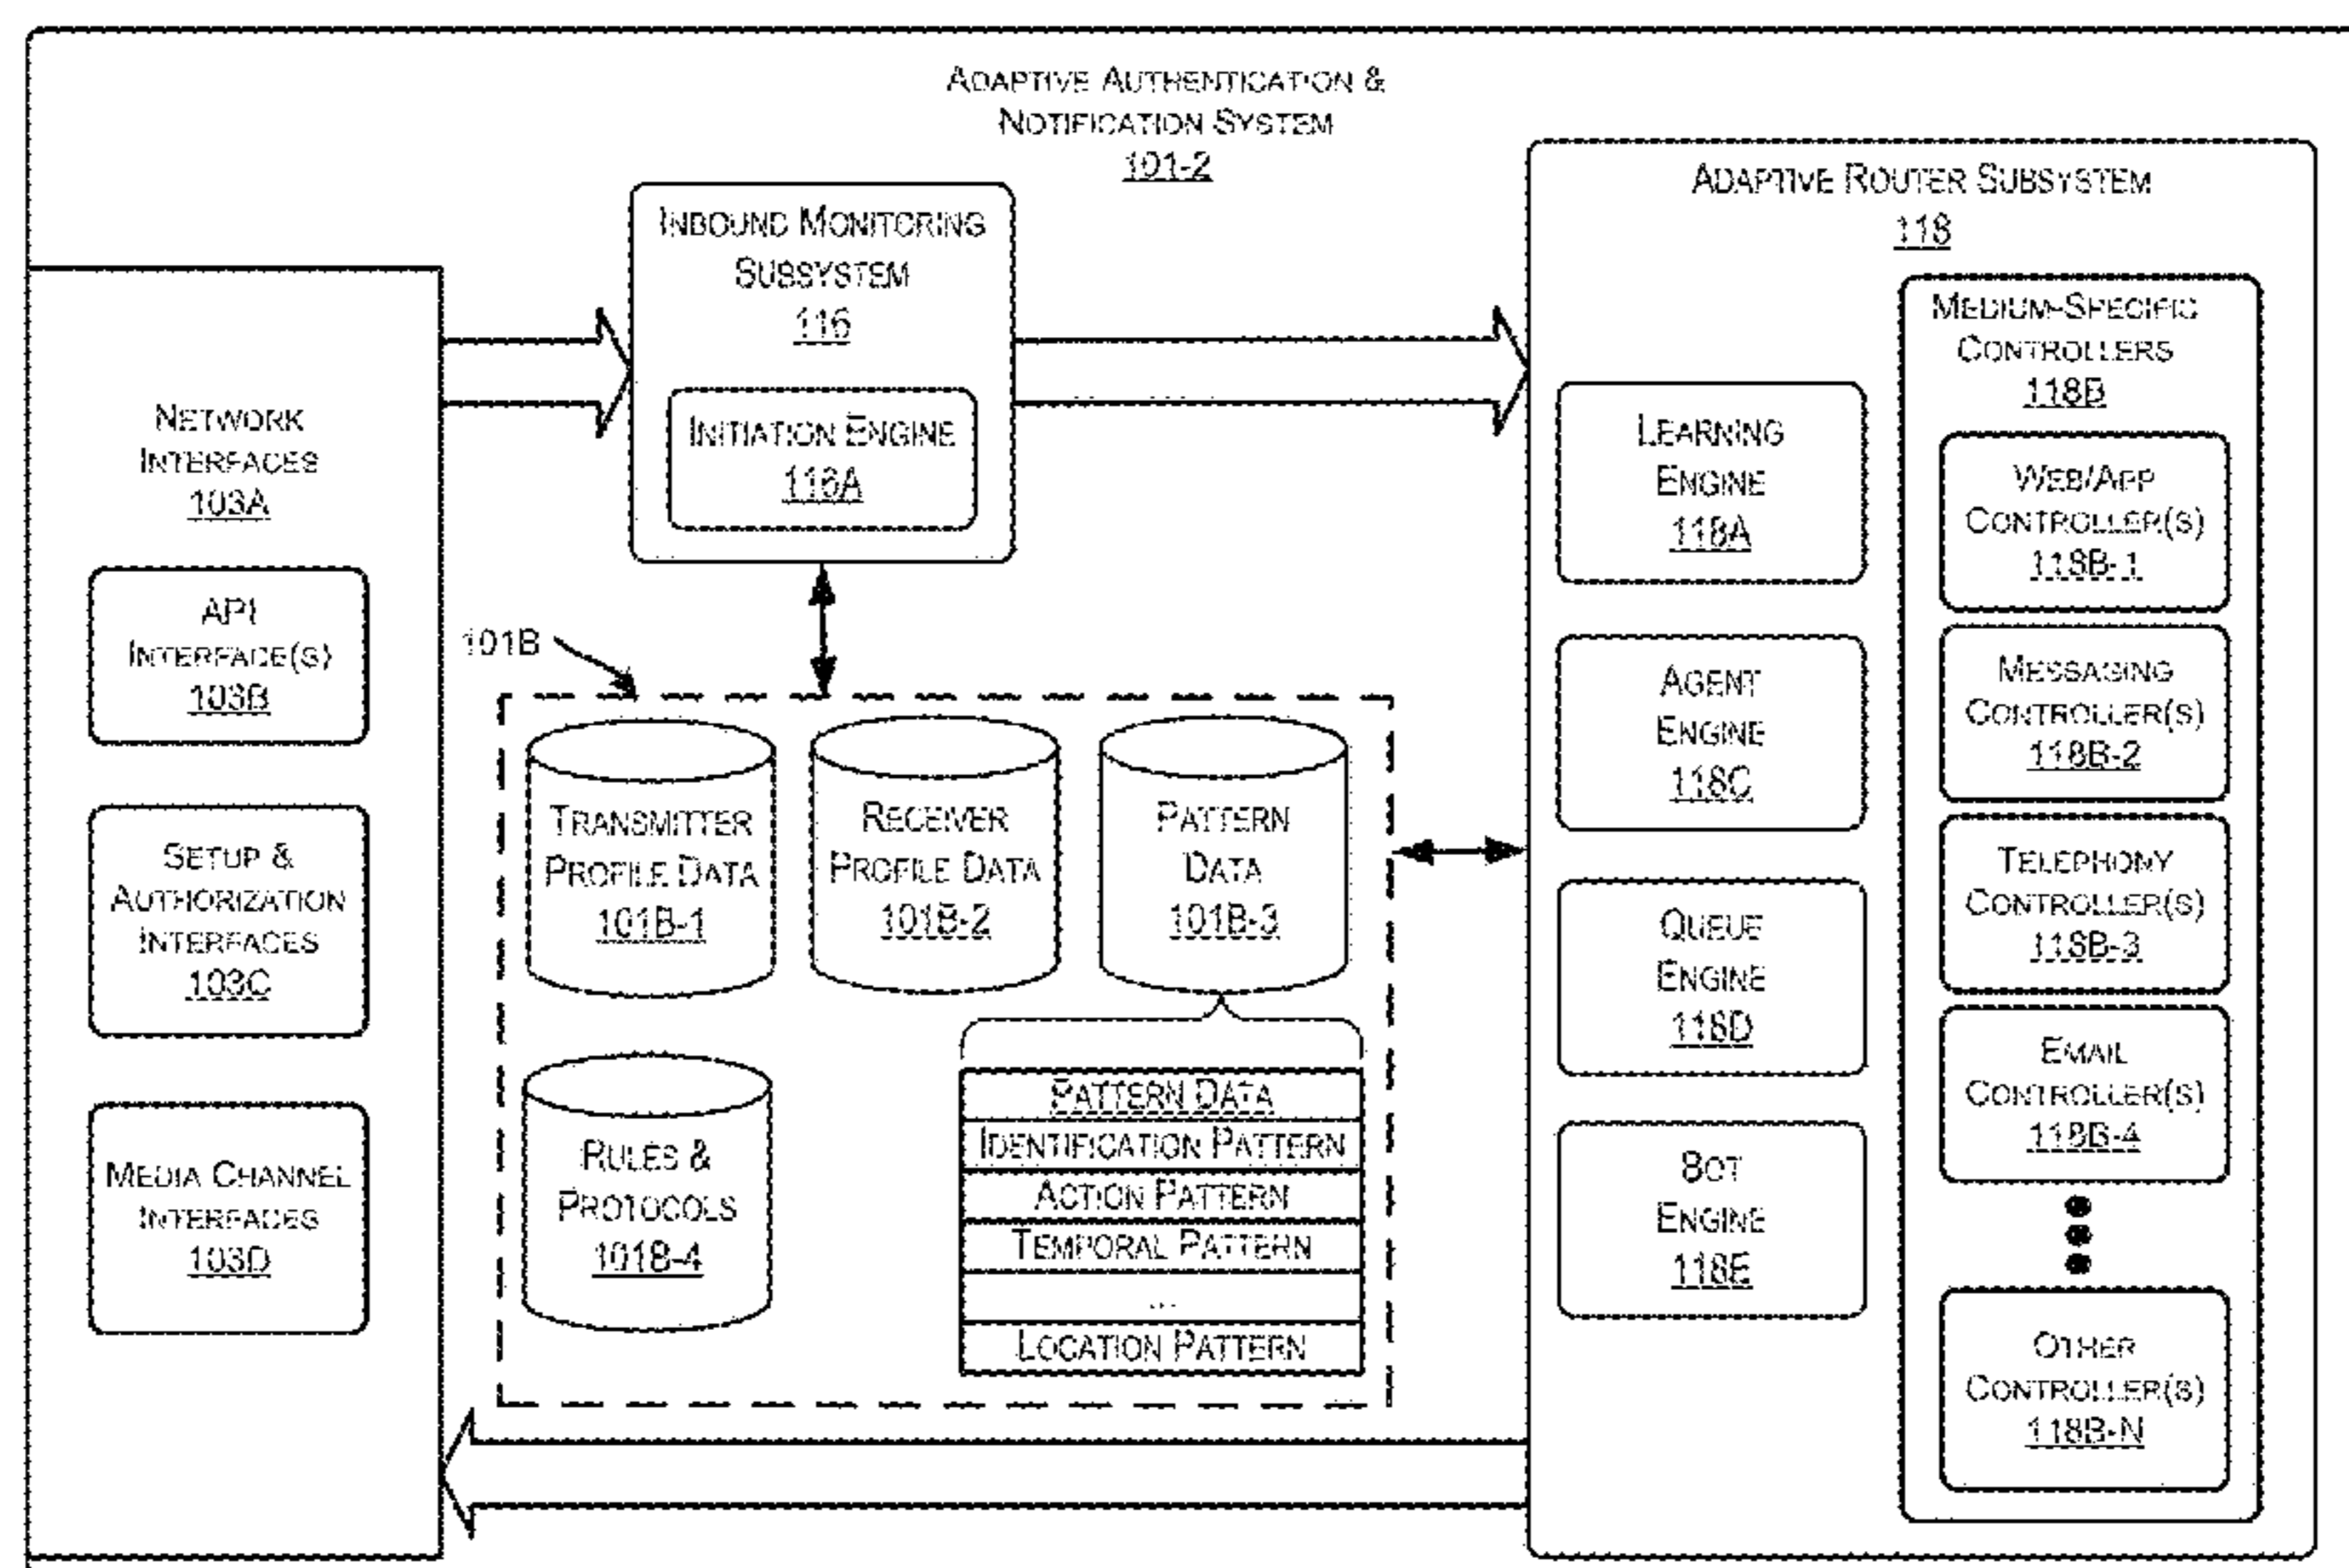 ADAPTIVE AUTHENTICATION &
NOTIFICATION SYSTEM
101-2
NETWORK
INTERFACES
103A
API
INTERFACE(S)
103B
SETUP &
AUTHORIZATION
INTERFACES
103C
MEDIA CHANNEL
INTERFACES
103D
INBOUND MONITORING
SUBSYSTEM
116
INITIATION ENGINE
116A
101B
TRANSMITTER
PROFILE DATA
101B-1
RECEIVER
PROFILE DATA
101B-2
PATTERN
DATA
101B-3
RULES &
PROTOCOLS
101B-4
PATTERN DATA
IDENTIFICATION PATTERN
ACTION PATTERN
TEMPORAL PATTERN
...
LOCATION PATTERN
ADAPTIVE ROUTER SUBSYSTEM
118
LEARNING
ENGINE
118A
AGENT
ENGINE
118C
QUEUE
ENGINE
118D
BOT
ENGINE
118E
MEDIUM-SPECIFIC
CONTROLLERS
118B
WEB/APP
CONTROLLER(S)
118B-1
MESSAGING
CONTROLLER(S)
118B-2
TELEPHONY
CONTROLLER(S)
118B-3
EMAIL
CONTROLLER(S)
118B-4
OTHER
CONTROLLER(S)
118B-N